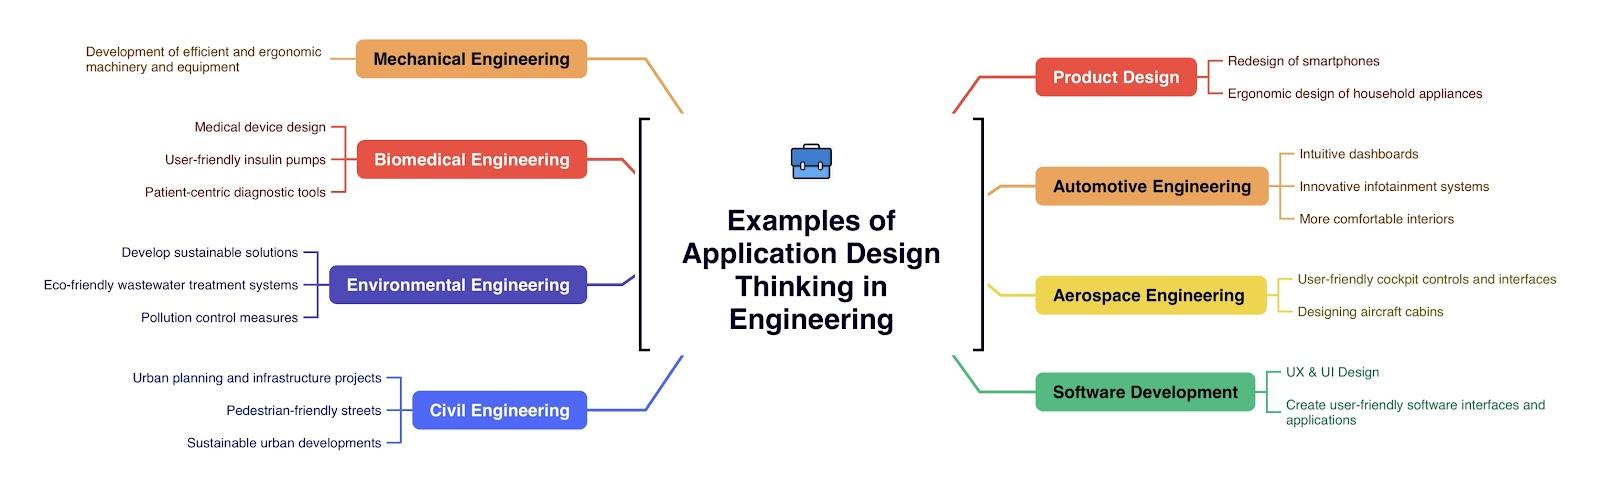 Examples of
Application Design
Thinking in
Engineering
Mechanical Engineering
Development of efficient and ergonomic
machinery and equipment
Biomedical Engineering
Medical device design
User-friendly insulin pumps
Patient-centric diagnostic tools
Environmental Engineering
Develop sustainable solutions
Eco-friendly wastewater treatment systems
Pollution control measures
Civil Engineering
Urban planning and infrastructure projects
Pedestrian-friendly streets
Sustainable urban developments
Product Design
Redesign of smartphones
Ergonomic design of household appliances
Automotive Engineering
Intuitive dashboards
Innovative infotainment systems
More comfortable interiors
Aerospace Engineering
User-friendly cockpit controls and interfaces
Designing aircraft cabins
Software Development
UX & UI Design
Create user-friendly software interfaces and
applications